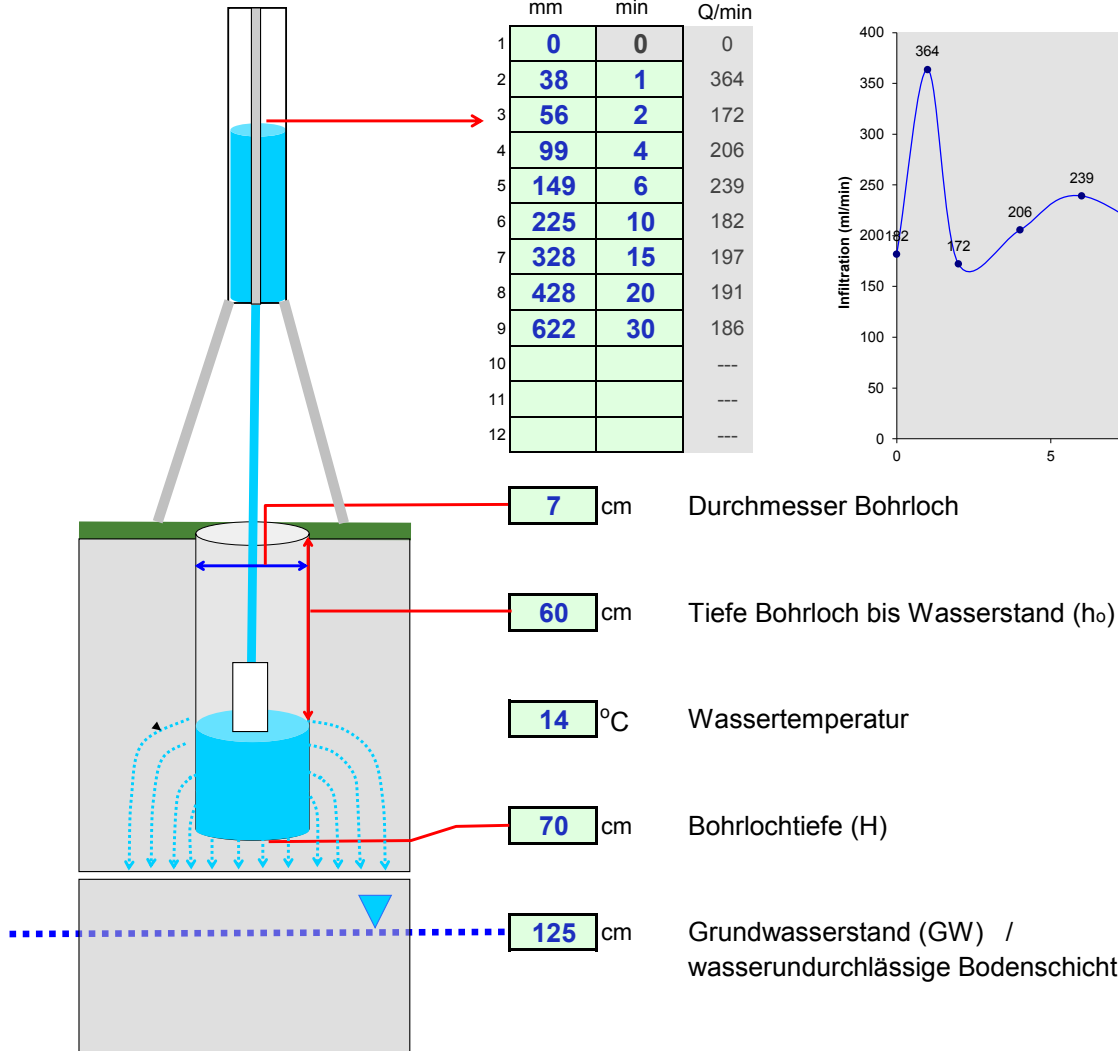 mm min Q/min
1 0 0 0
2 38 1 364
3 56 2 172
4 99 4 206
5 149 6 239
6 225 10 182
7 328 15 197
8 428 20 191
9 622 30 186
10 ---
11 ---
12 ---
Infiltration (ml/min)
400
350
300
250
200
150
100
50
0
0 5
182
364
172
206
239
7 cm Durchmesser Bohrloch
60 cm Tiefe Bohrloch bis Wasserstand (ho)
14 °C Wassertemperatur
70 cm Bohrlochtiefe (H)
125 cm Grundwasserstand (GW) /
wasserundurchlässige Bodenschicht